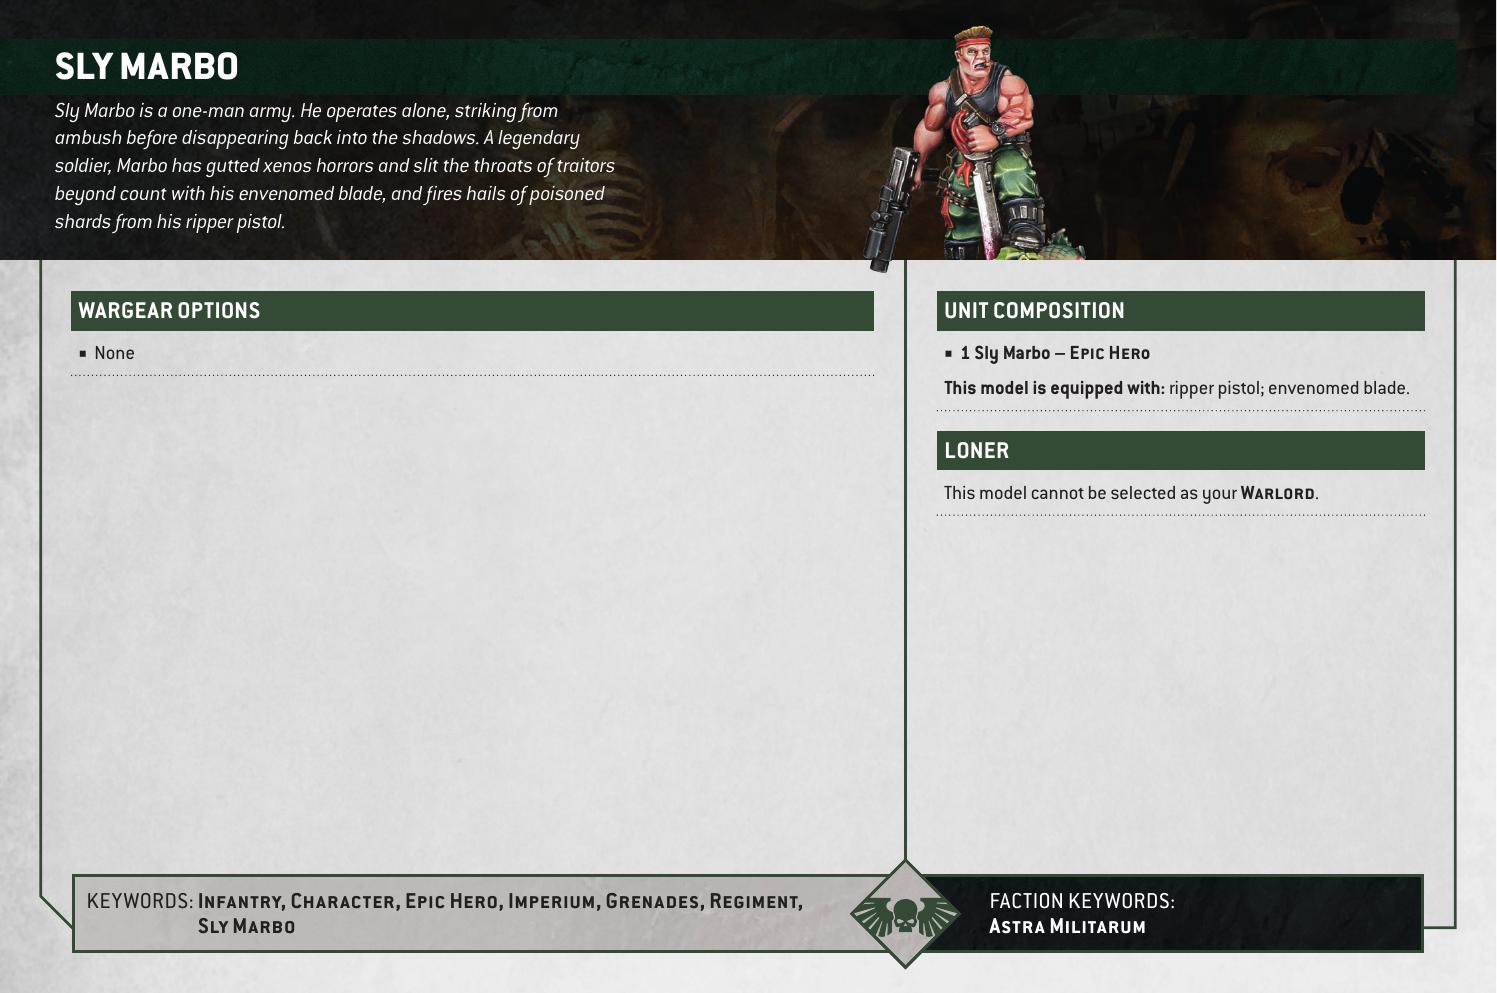 SLY MARBO
Sly Marbo is a one-man army. He operates alone, striking from
ambush before disappearing back into the shadows. A legendary
soldier, Marbo has gutted xenos horrors and slit the throats of traitors
beyond count with his envenomed blade, and fires hails of poisoned
shards from his ripper pistol.
WARGEAR OPTIONS
■ None
UNIT COMPOSITION
■ 1 Sly Marbo – EPIC HERO
This model is equipped with: ripper pistol; envenomed blade.
LONER
This model cannot be selected as your WARLORD.
KEYWORDS: INFANTRY, CHARACTER, EPIC HERO, IMPERIUM, GRENADES, REGIMENT,
SLY MARBO
FACTION KEYWORDS:
ASTRA MILITARUM